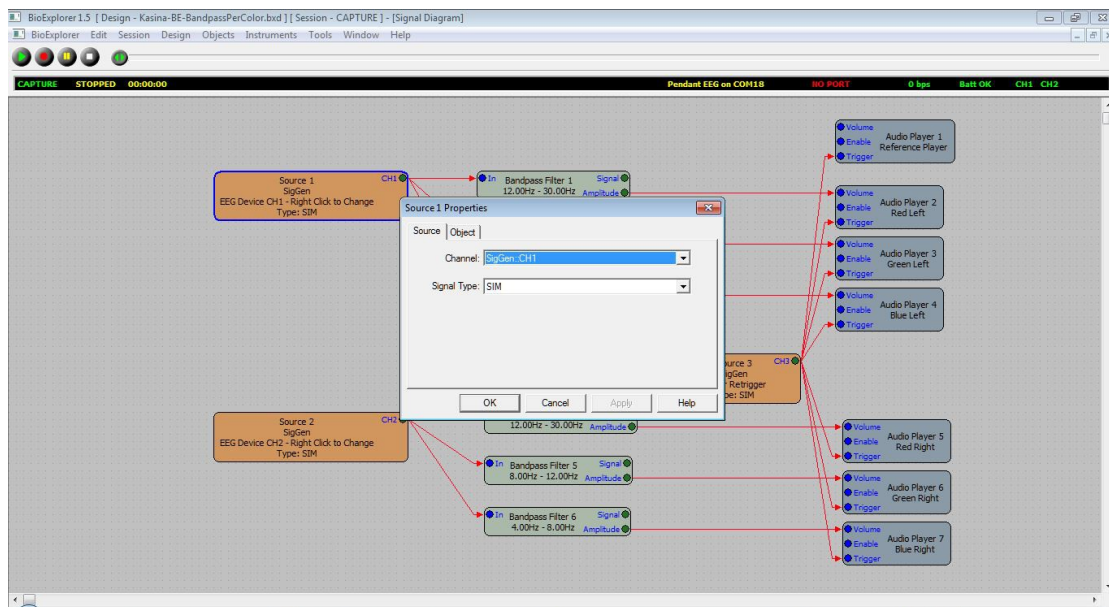 BioExplorer 1.5 [ Design - Kasina-BE-BandpassPerColor.bxd ] [ Session - CAPTURE ] - [Signal Diagram]
BioExplorer Edit Session Design Objects Instruments Tools Window Help
CAPTURE STOPPED 00:00:00 Pendant EEG on COM18 NO PORT 0 bps Batt OK CH1 CH2
Source 1 CH1
SigGen
EEG Device CH1 - Right Click to Change
Type: SIM
In Bandpass Filter 1 Signal
12.00Hz - 30.00Hz Amplitude
Volume
Enable
Trigger
Audio Player 1
Reference Player
Volume
Enable
Trigger
Audio Player 2
Red Left
Volume
Enable
Trigger
Audio Player 3
Green Left
Volume
Enable
Trigger
Audio Player 4
Blue Left
Source 1 Properties
Source Object
Channel: SigGen::CH1
Signal Type: SIM
OK Cancel Apply Help
urce 3 CH3
igGen
Retrigger
pe: SIM
Source 2 CH2
SigGen
EEG Device CH2 - Right Click to Change
Type: SIM
12.00Hz - 30.00Hz Amplitude
In Bandpass Filter 5 Signal
8.00Hz - 12.00Hz Amplitude
In Bandpass Filter 6 Signal
4.00Hz - 8.00Hz Amplitude
Volume
Enable
Trigger
Audio Player 5
Red Right
Volume
Enable
Trigger
Audio Player 6
Green Right
Volume
Enable
Trigger
Audio Player 7
Blue Right